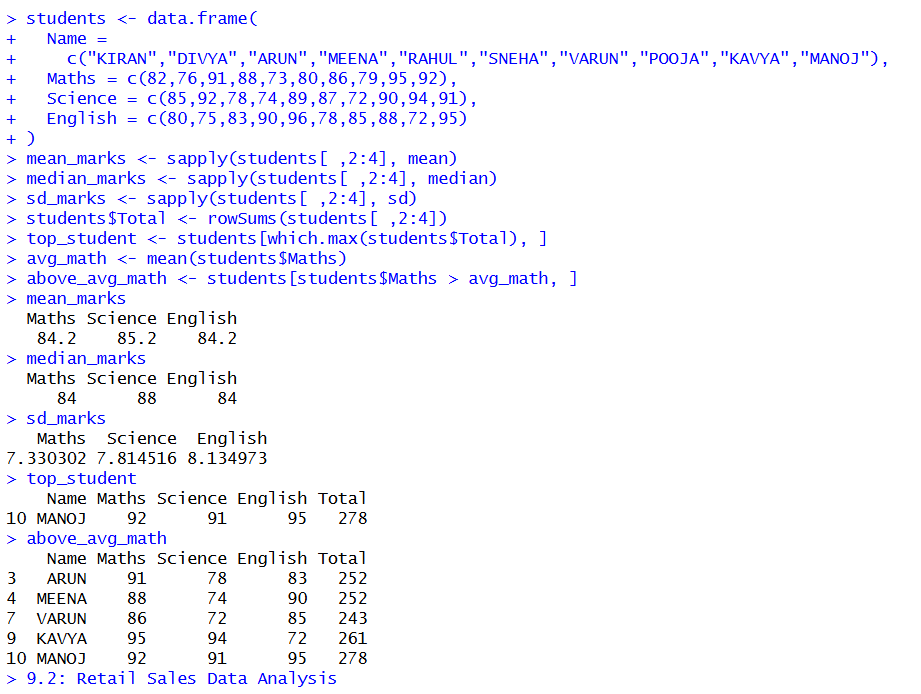 > students <- data.frame(
+   Name =
+     c("KIRAN","DIVYA","ARUN","MEENA","RAHUL","SNEHA","VARUN","POOJA","KAVYA","MANOJ"),
+   Maths = c(82,76,91,88,73,80,86,79,95,92),
+   Science = c(85,92,78,74,89,87,72,90,94,91),
+   English = c(80,75,83,90,96,78,85,88,72,95)
+ )
> mean_marks <- sapply(students[ ,2:4], mean)
> median_marks <- sapply(students[ ,2:4], median)
> sd_marks <- sapply(students[ ,2:4], sd)
> students$Total <- rowSums(students[ ,2:4])
> top_student <- students[which.max(students$Total), ]
> avg_math <- mean(students$Maths)
> above_avg_math <- students[students$Maths > avg_math, ]
> mean_marks
  Maths Science English
   84.2    85.2    84.2
> median_marks
  Maths Science English
     84      88      84
> sd_marks
   Maths  Science  English
7.330302 7.814516 8.134973
> top_student
    Name Maths Science English Total
10 MANOJ    92      91      95   278
> above_avg_math
    Name Maths Science English Total
3   ARUN    91      78      83   252
4  MEENA    88      74      90   252
7  VARUN    86      72      85   243
9  KAVYA    95      94      72   261
10 MANOJ    92      91      95   278
> 9.2: Retail Sales Data Analysis